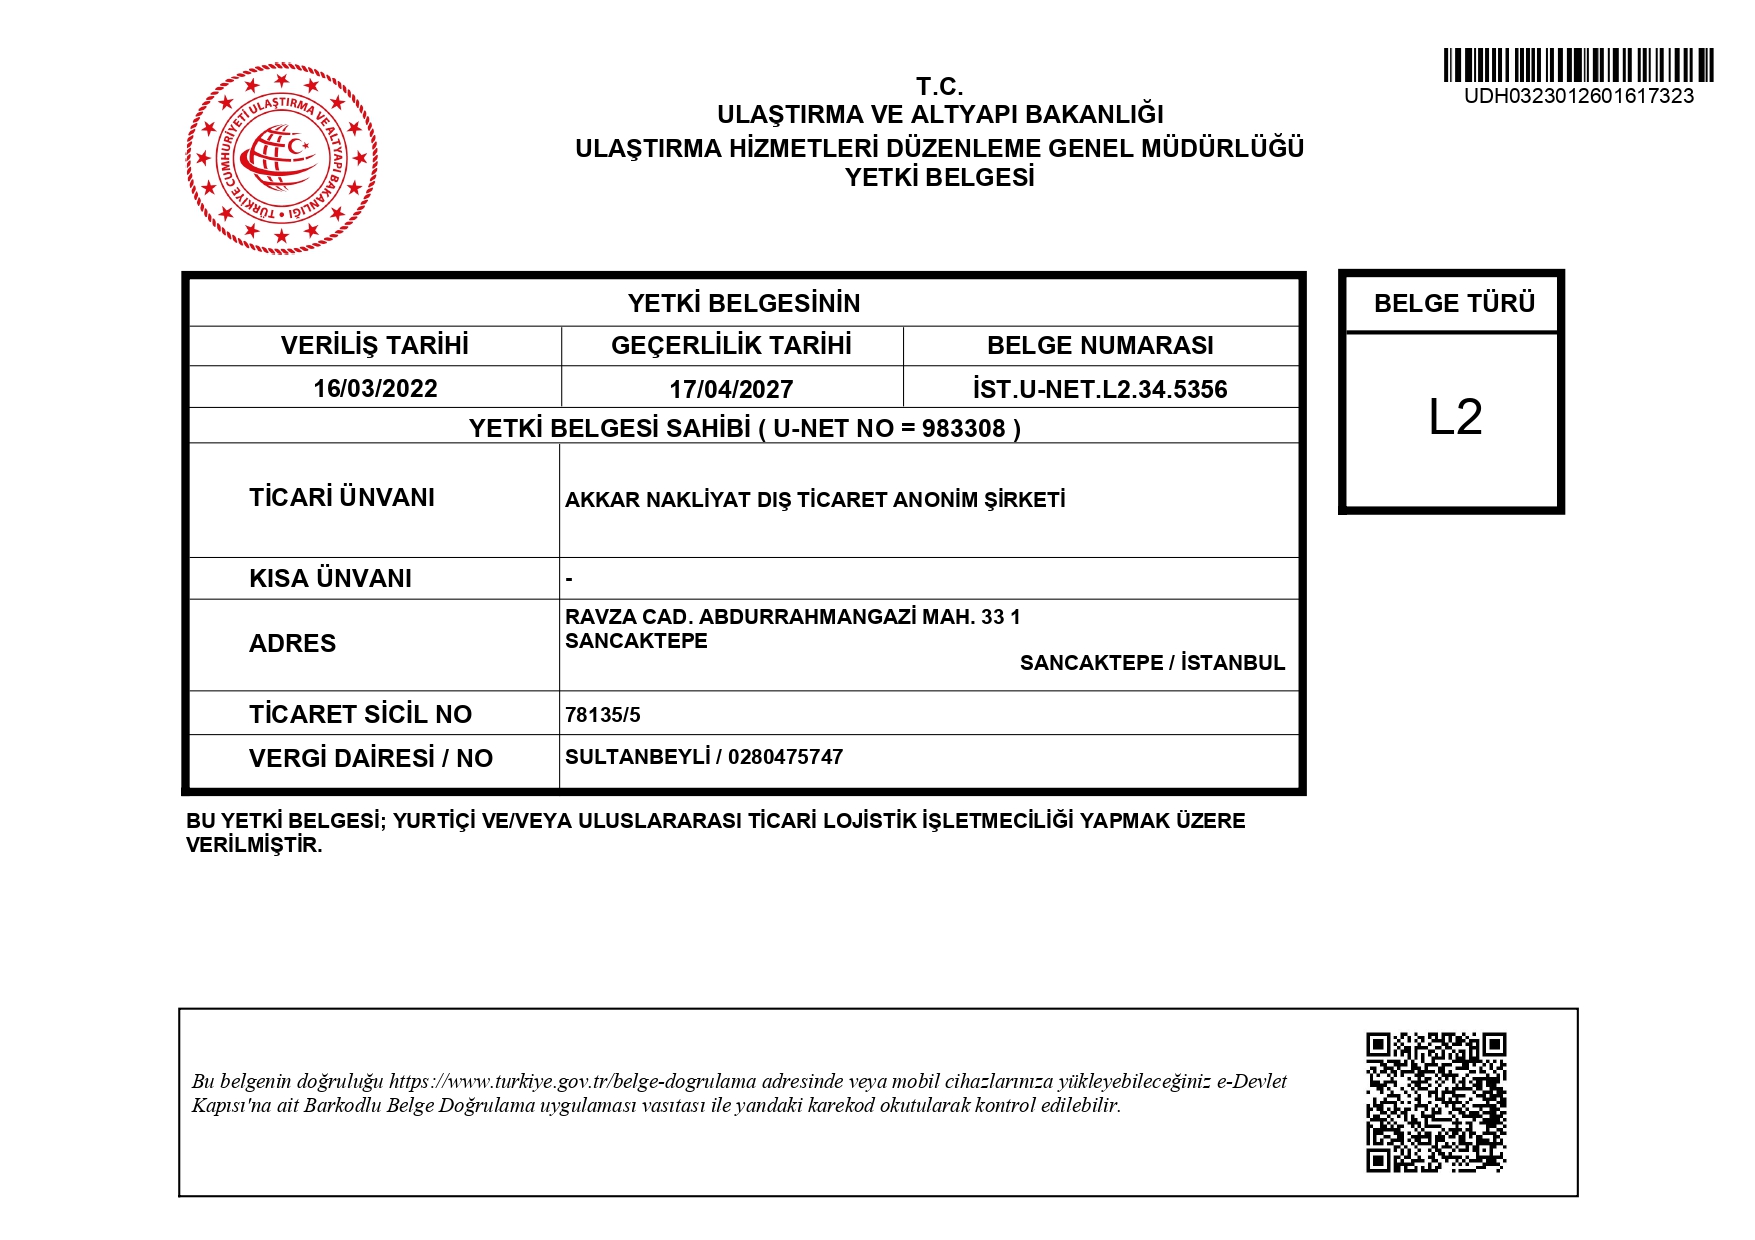 UDH0323012601617323
TÜRKİYE CUMHURİYETİ ULAŞTIRMA VE ALTYAPI BAKANLIĞI •
T.C.
ULAŞTIRMA VE ALTYAPI BAKANLIĞI
ULAŞTIRMA HİZMETLERİ DÜZENLEME GENEL MÜDÜRLÜĞÜ
YETKİ BELGESİ
YETKİ BELGESİNİN
VERİLİŞ TARİHİ GEÇERLİLİK TARİHİ BELGE NUMARASI
16/03/2022 17/04/2027 İST.U-NET.L2.34.5356
YETKİ BELGESİ SAHİBİ ( U-NET NO = 983308 )
TİCARİ ÜNVANI AKKAR NAKLİYAT DIŞ TİCARET ANONİM ŞİRKETİ
KISA ÜNVANI -
ADRES RAVZA CAD. ABDURRAHMANGAZİ MAH. 33 1
SANCAKTEPE
SANCAKTEPE / İSTANBUL
TİCARET SİCİL NO 78135/5
VERGİ DAİRESİ / NO SULTANBEYLİ / 0280475747
BELGE TÜRÜ
L2
BU YETKİ BELGESİ; YURTİÇİ VE/VEYA ULUSLARARASI TİCARİ LOJİSTİK İŞLETMECİLİĞİ YAPMAK ÜZERE
VERİLMİŞTİR.
Bu belgenin doğruluğu https://www.turkiye.gov.tr/belge-dogrulama adresinde veya mobil cihazlarınıza yükleyebileceğiniz e-Devlet
Kapısı'na ait Barkodlu Belge Doğrulama uygulaması vasıtası ile yandaki karekod okutularak kontrol edilebilir.